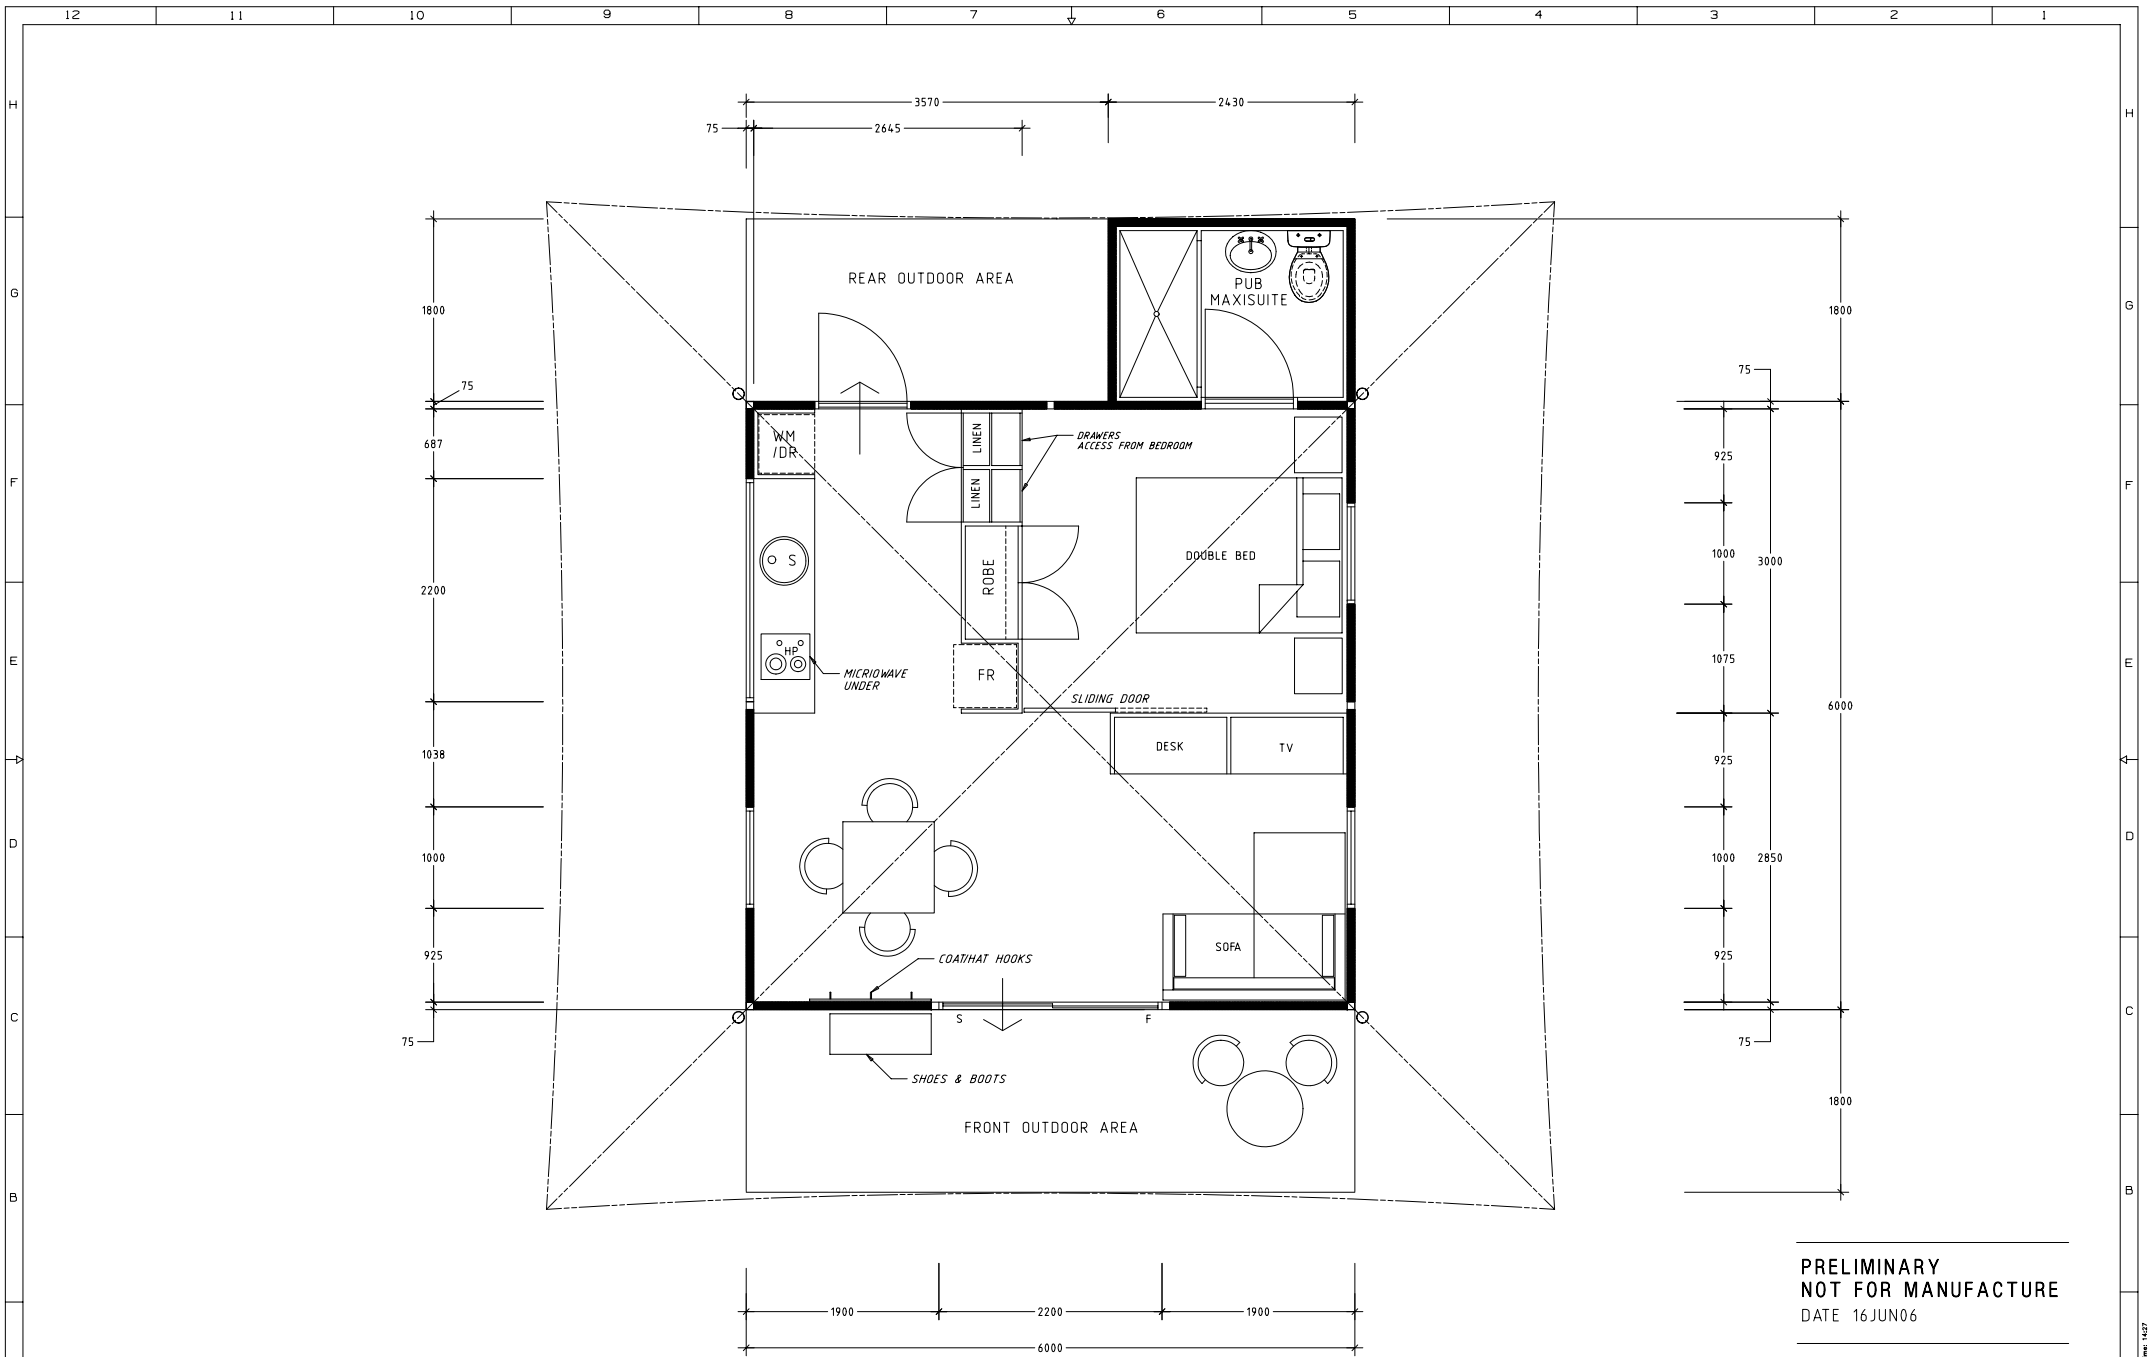 12 11 10 9 8 7 6 5 4 3 2 1
H H
3570 2430
75 2645
G G
REAR OUTDOOR AREA
PUB
MAXISUITE
1800 1800
75 75
WM
/DR
LINEN
LINEN
DRAWERS
ACCESS FROM BEDROOM
687 925
F F
S
ROBE
DOUBLE BED
2200 1000 3000
HP
MICRIOWAVE
UNDER
FR
SLIDING DOOR
E E
1075
6000
1038 925
DESK TV
D D
1000 1000 2850
SOFA
COAT/HAT HOOKS
925 925
C C
S F
75 75
SHOES & BOOTS
FRONT OUTDOOR AREA
1800
B B
PRELIMINARY
NOT FOR MANUFACTURE
DATE 16JUN06
1900 2200 1900
6000
14:27